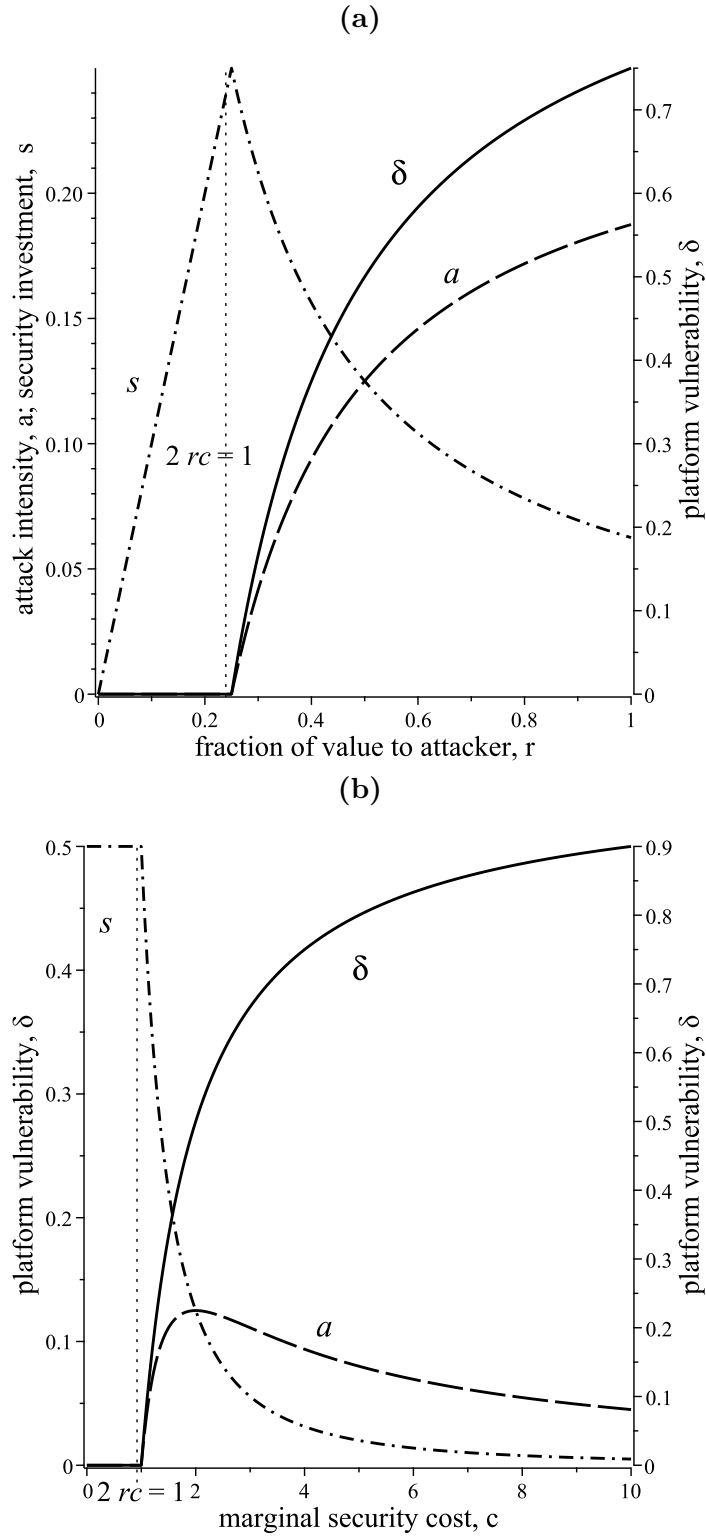 (a)
attack intensity, a; security investment, s
0.20
0.15
0.10
0.05
0
δ
a
s
2 rc = 1
0.7
0.6
0.5
0.4
0.3
0.2
0.1
0
platform vulnerability, δ
0 0.2 0.4 0.6 0.8 1
fraction of value to attacker, r
(b)
platform vulnerability, δ
0.5
0.4
0.3
0.2
0.1
0
s
δ
a
0.9
0.8
0.7
0.6
0.5
0.4
0.3
0.2
0.1
0
platform vulnerability, δ
0 2 rc = 1 2 4 6 8 10
marginal security cost, c